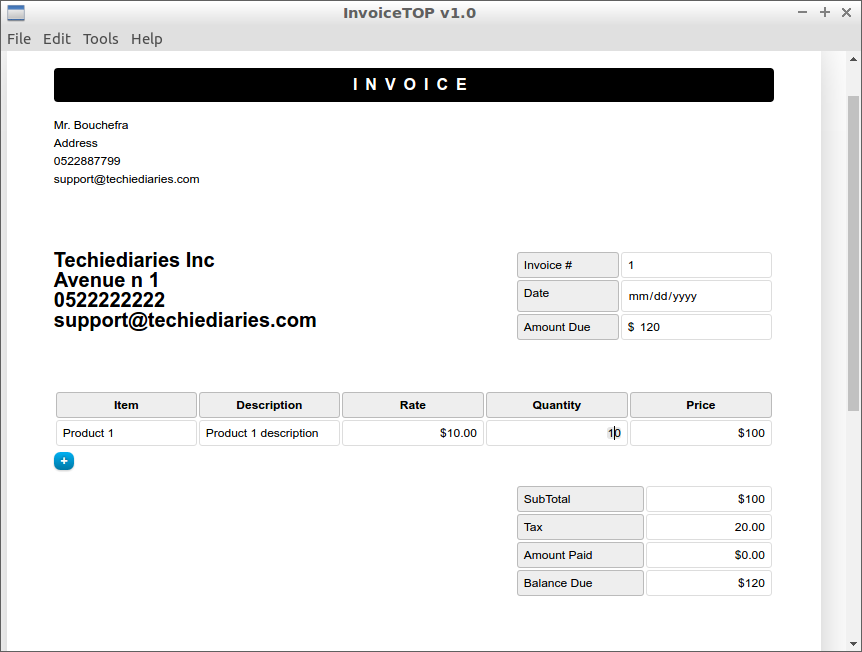 InvoiceTOP v1.0
File Edit Tools Help
INVOICE
Mr. Bouchefra
Address
0522887799
support@techiediaries.com
Techiediaries Inc
Avenue n 1
0522222222
support@techiediaries.com
Invoice # 1
Date mm/dd/yyyy
Amount Due $ 120
Item Description Rate Quantity Price
Product 1 Product 1 description $10.00 10 $100
+
SubTotal $100
Tax 20.00
Amount Paid $0.00
Balance Due $120